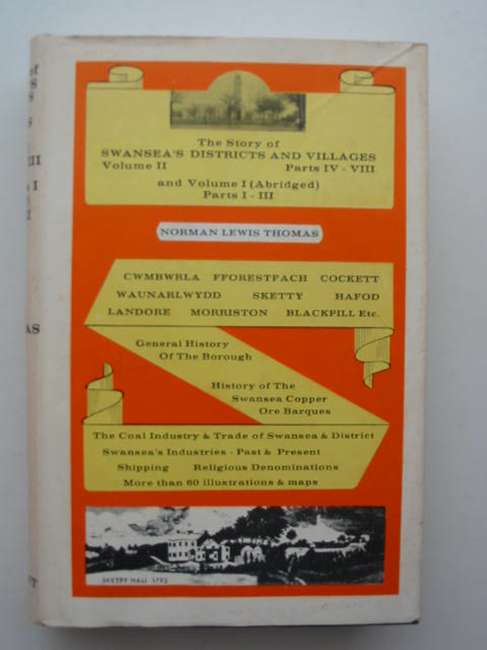 The Story of
SWANSEA'S DISTRICTS AND VILLAGES
Volume II Parts IV - VIII
and Volume I (Abridged)
Parts I - III
NORMAN LEWIS THOMAS
CWMBWRLA FFORESTFACH COCKETT
WAUNARLWYDD SKETTY HAFOD
LANDORE MORRISTON BLACKPILL Etc.
General History
Of The Borough
History of The
Swansea Copper
Ore Barques
The Coal Industry & Trade of Swansea & District
Swansea's Industries - Past & Present
Shipping Religious Denominations
More than 60 illustrations & maps
SKETTY HALL